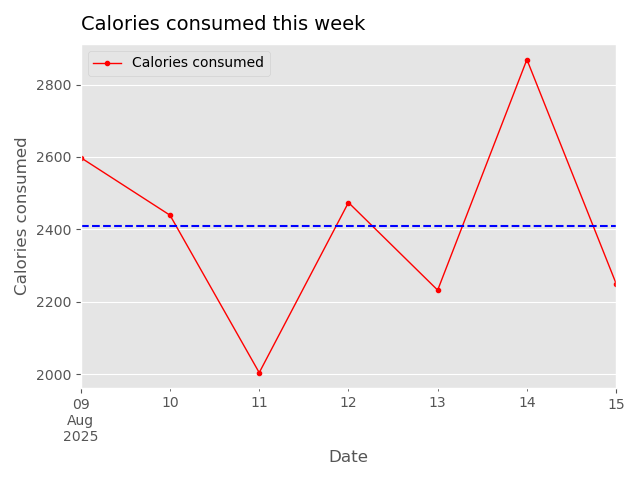 Calories consumed this week
Calories consumed
2800
2600
2400
2200
2000
Calories consumed
09 10 11 12 13 14 15
Aug
2025
Date